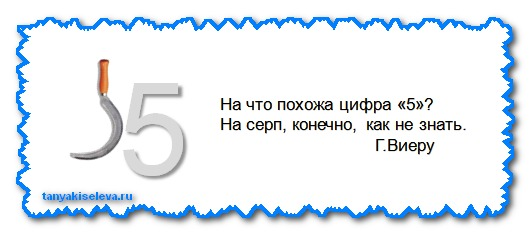 5
На что похожа цифра «5»?
На серп, конечно, как не знать.
Г.Виеру
tanyakiseleva.ru